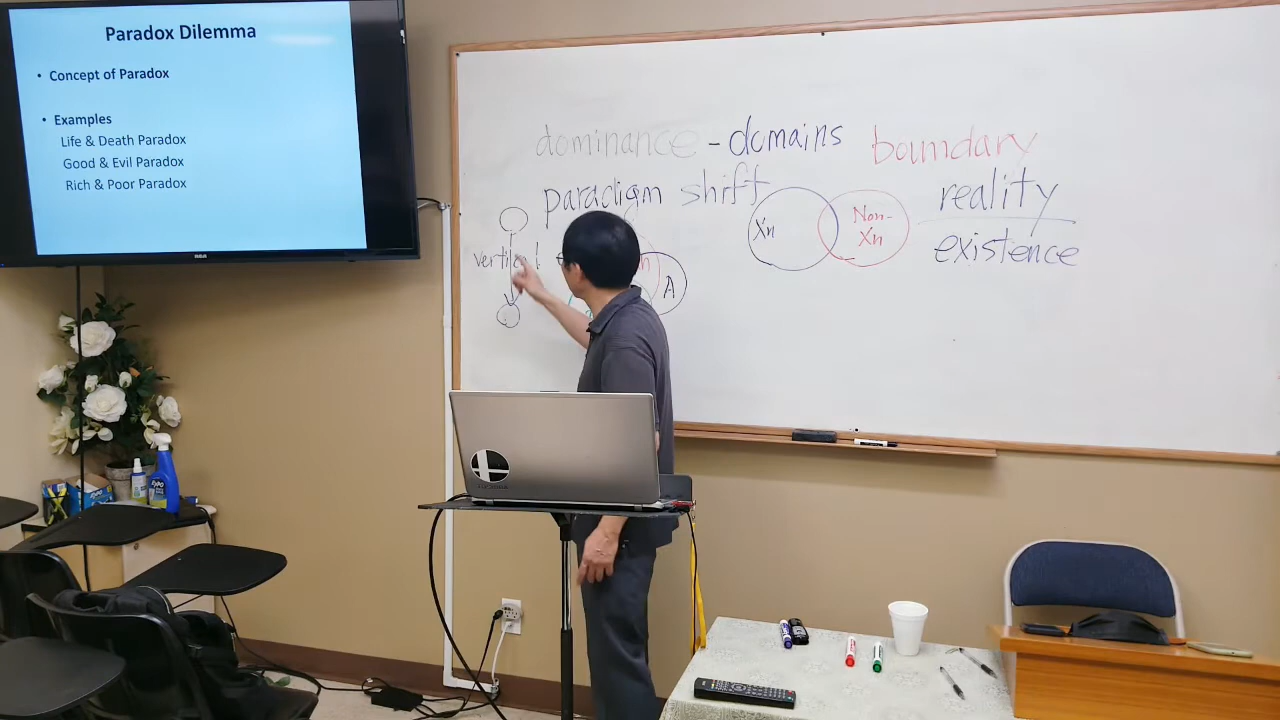 Paradox Dilemma
• Concept of Paradox
• Examples
Life & Death Paradox
Good & Evil Paradox
Rich & Poor Paradox
RCA
dominance - domains boundary
paradigm shift
reality
existence
Xn
Non-
Xn
A